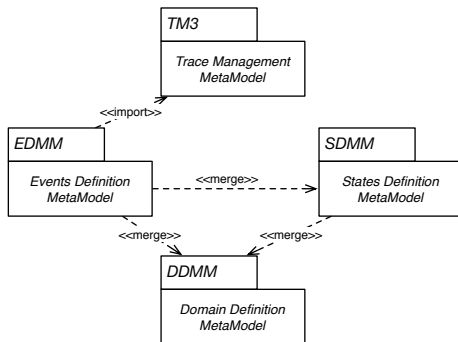 TM3
Trace Management
MetaModel
<<import>>
EDMM
Events Definition
MetaModel
<<merge>>
SDMM
States Definition
MetaModel
<<merge>>
<<merge>>
DDMM
Domain Definition
MetaModel